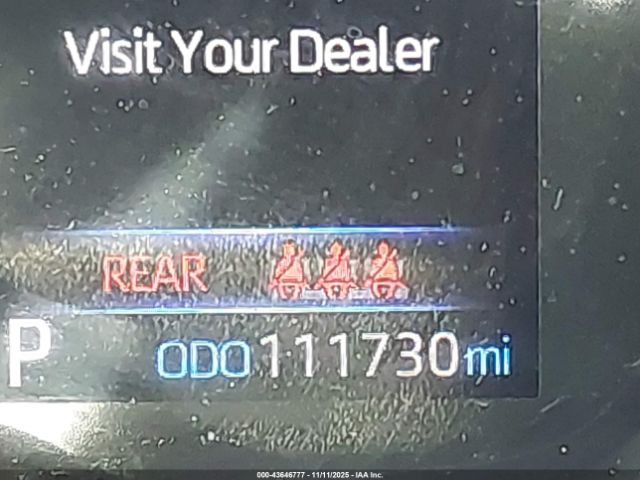 Visit Your Dealer
REAR
P
ODO 111730 mi
000-43646777 - 11/11/2025 - IAA Inc.